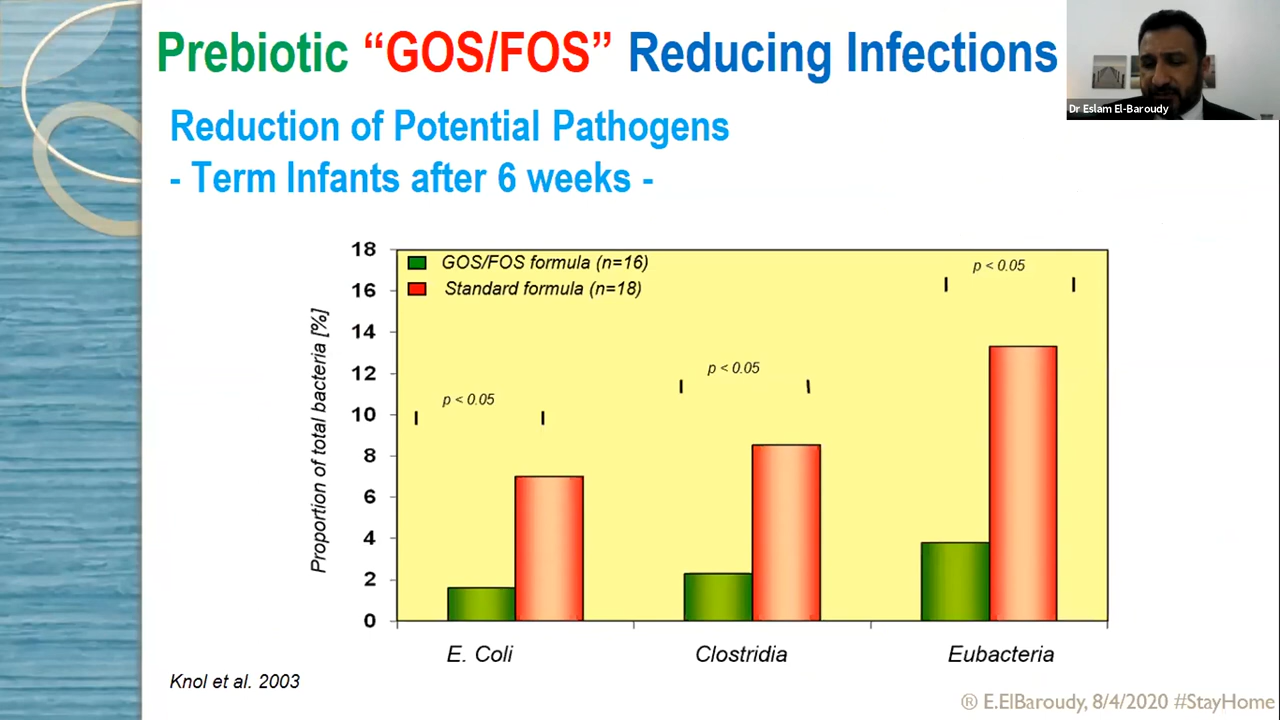 Prebiotic “GOS/FOS” Reducing Infections
Dr Eslam El-Baroudy
Reduction of Potential Pathogens
- Term Infants after 6 weeks -
18
16
14
12
10
8
6
4
2
0
Proportion of total bacteria [%]
GOS/FOS formula (n=16)
Standard formula (n=18)
p < 0.05
p < 0.05
p < 0.05
E. Coli
Clostridia
Eubacteria
Knol et al. 2003
® E.ElBaroudy, 8/4/2020 #StayHome